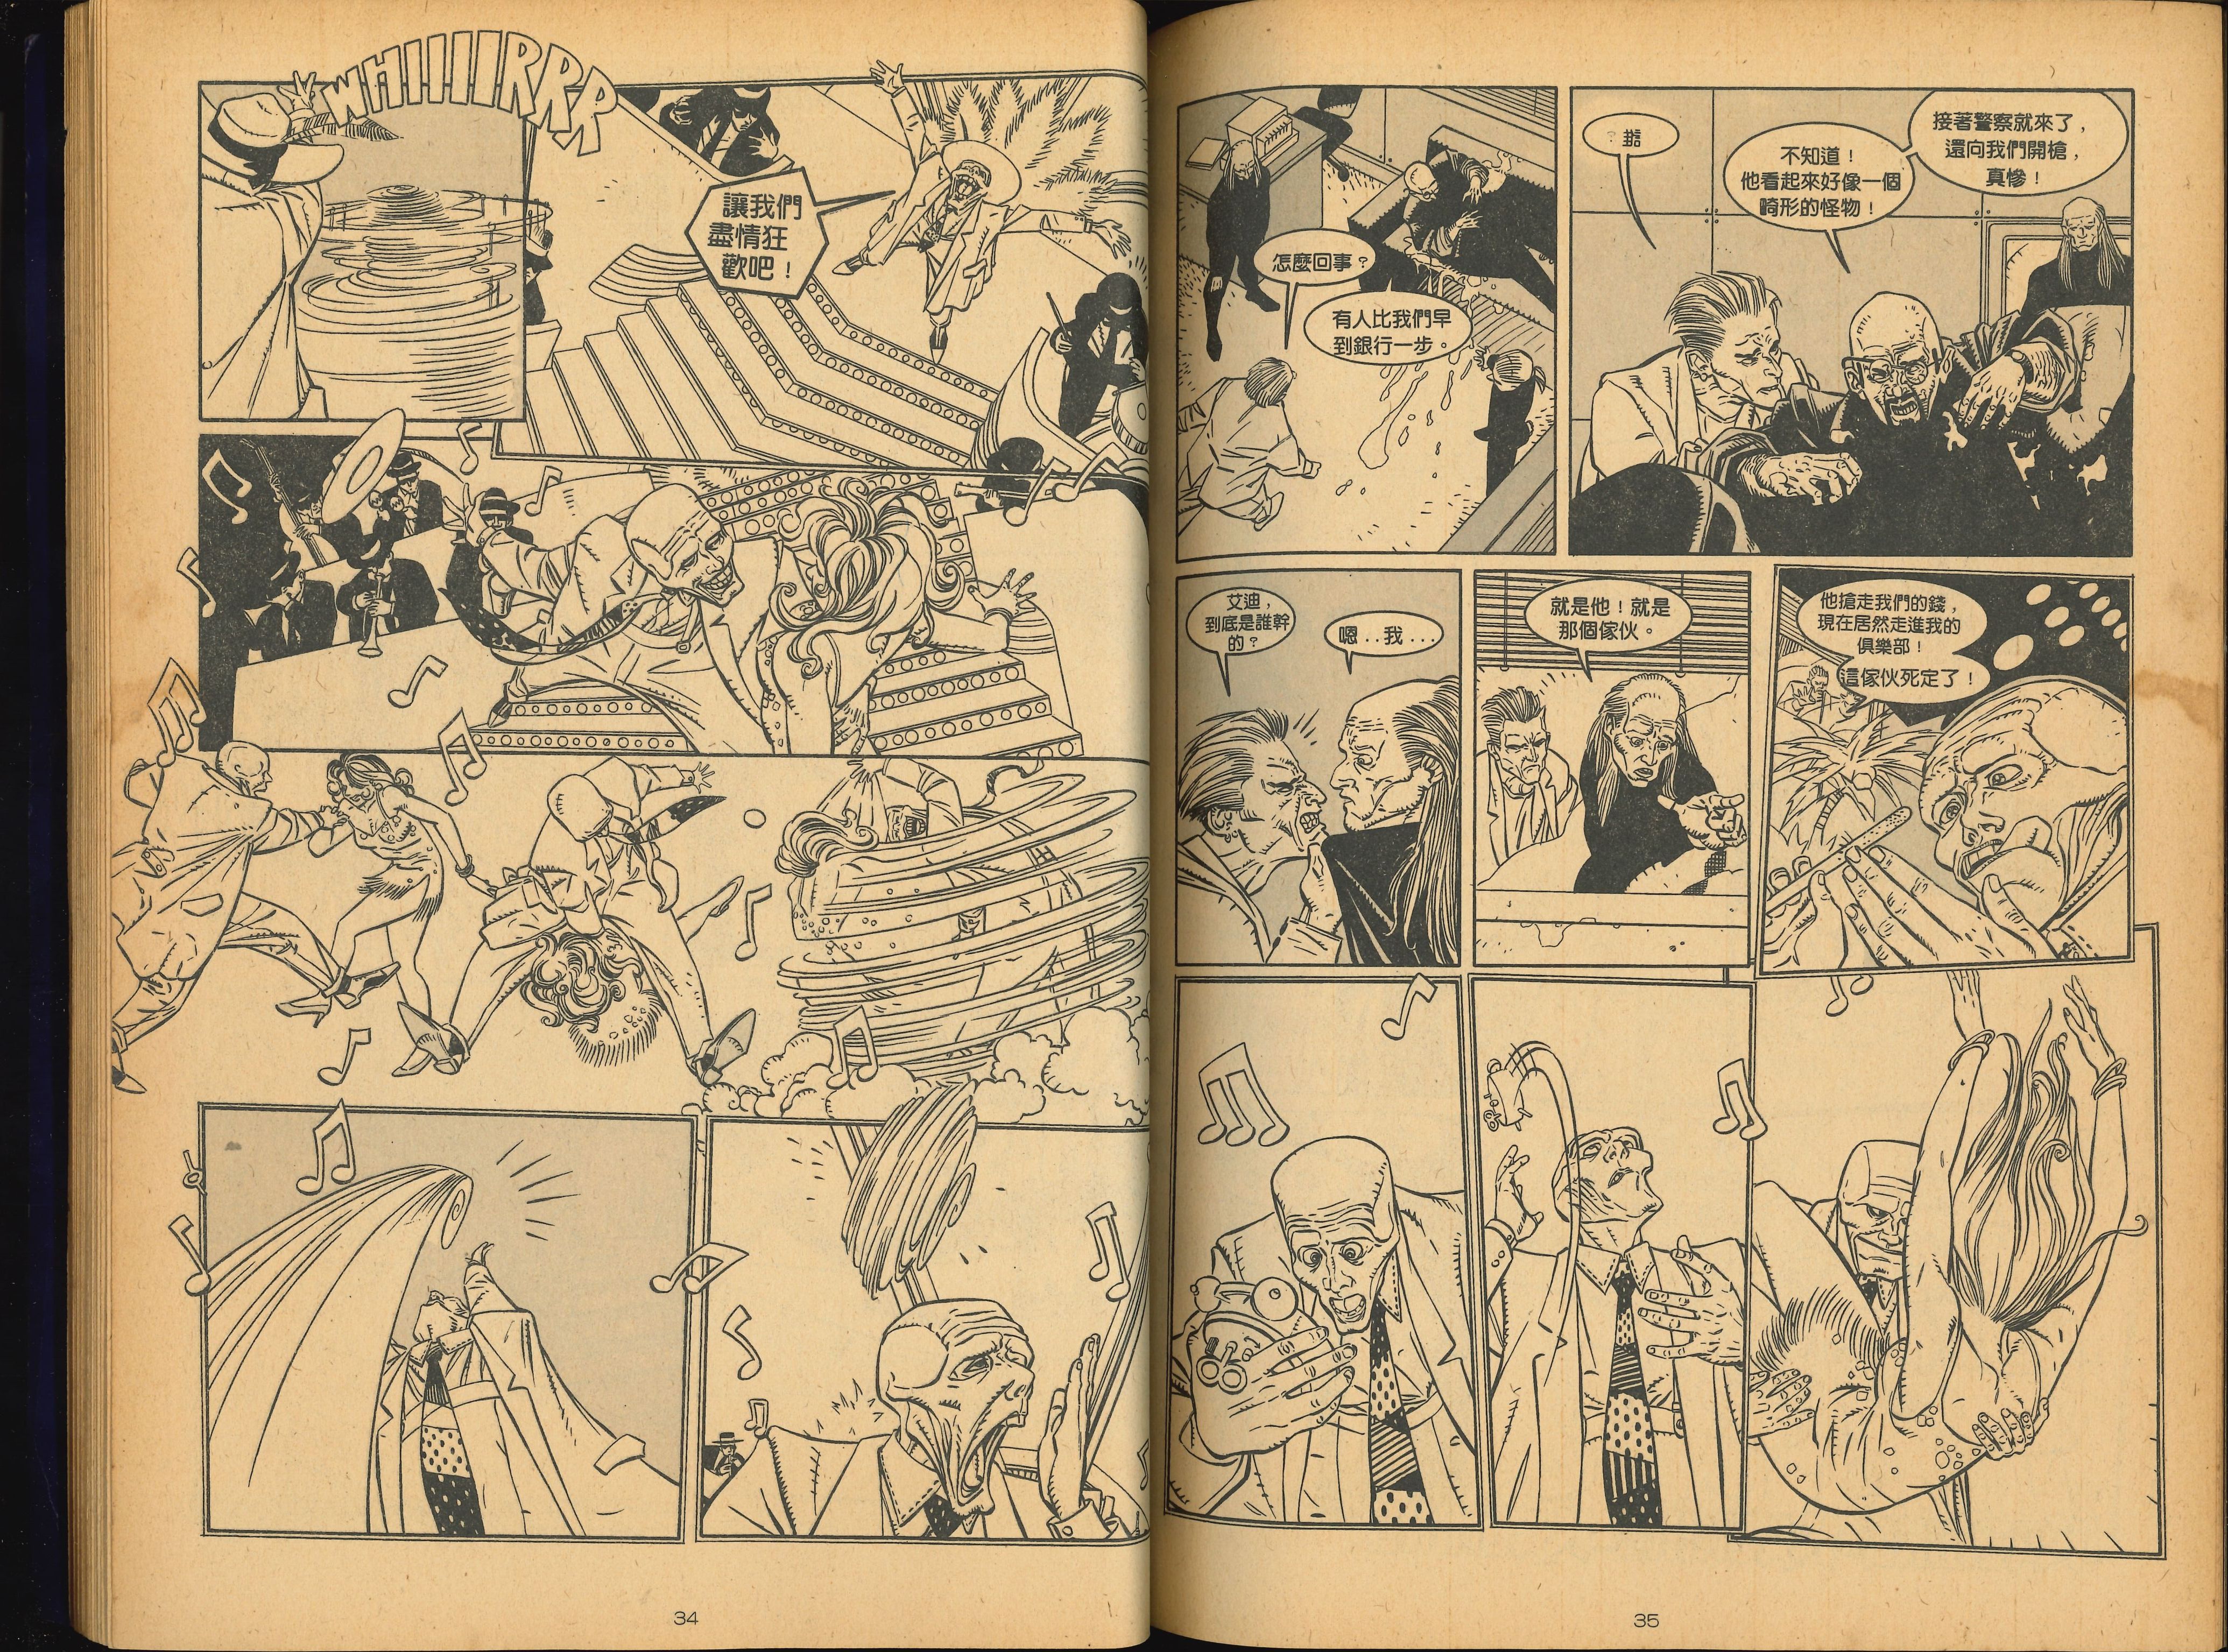 WHIIIIRRR
讓我們
盡情狂
歡吧！
34
怎麼回事？
有人比我們早
到銀行一步。
誰？
不知道！
他看起來好像一個
畸形的怪物！
接著警察就來了，
還向我們開槍，
真慘！
艾迪，
到底是誰幹
的？
嗯‥我…
就是他！就是
那個傢伙。
他搶走我們的錢，
現在居然走進我的
俱樂部！
這傢伙死定了！
35